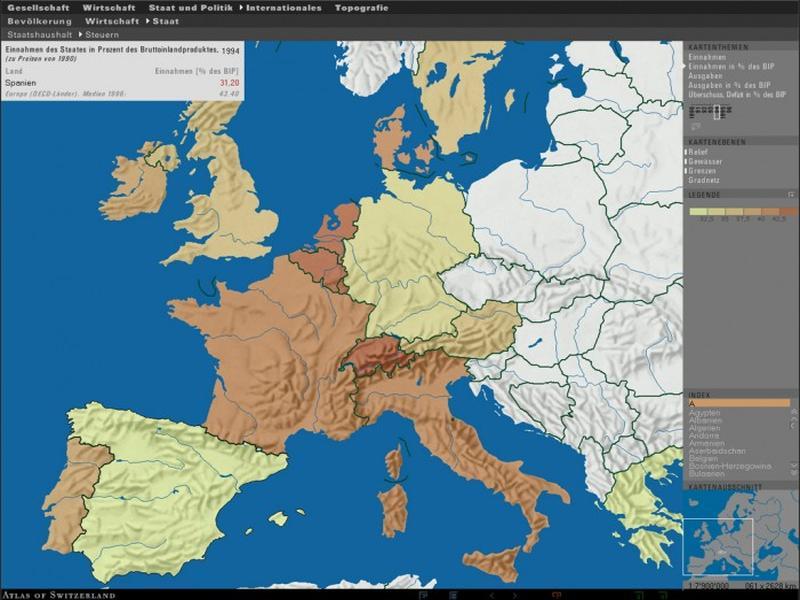 Gesellschaft Wirtschaft Staat und Politik Internationales Topografie
Bevölkerung Wirtschaft Staat
Staatshaushalt Steuern
Einnahmen des Staates in Prozent des Bruttoinlandproduktes, 1994
(zu Preisen von 1990)
Land Einnahmen [% des BIP]
Spanien 31,20
Europa (OECD-Länder), Median 1996: 43.40
KARTENTHEMEN
Einnahmen
Einnahmen in % des BIP
Ausgaben
Ausgaben in % des BIP
Überschuss, Defizit in % des BIP
KARTENEBENEN
Relief
Gewässer
Grenzen
Gradnetz
LEGENDE
32,5 35 37,5 40 42,5
INDEX
A
Ägypten
Albanien
Algerien
Andorra
Armenien
Aserbaidschan
Belgien
Bosnien-Herzegowina
Bulgarien
KARTENAUSSCHNITT
1:7'900'000 961 x 2628 km
ATLAS OF SWITZERLAND